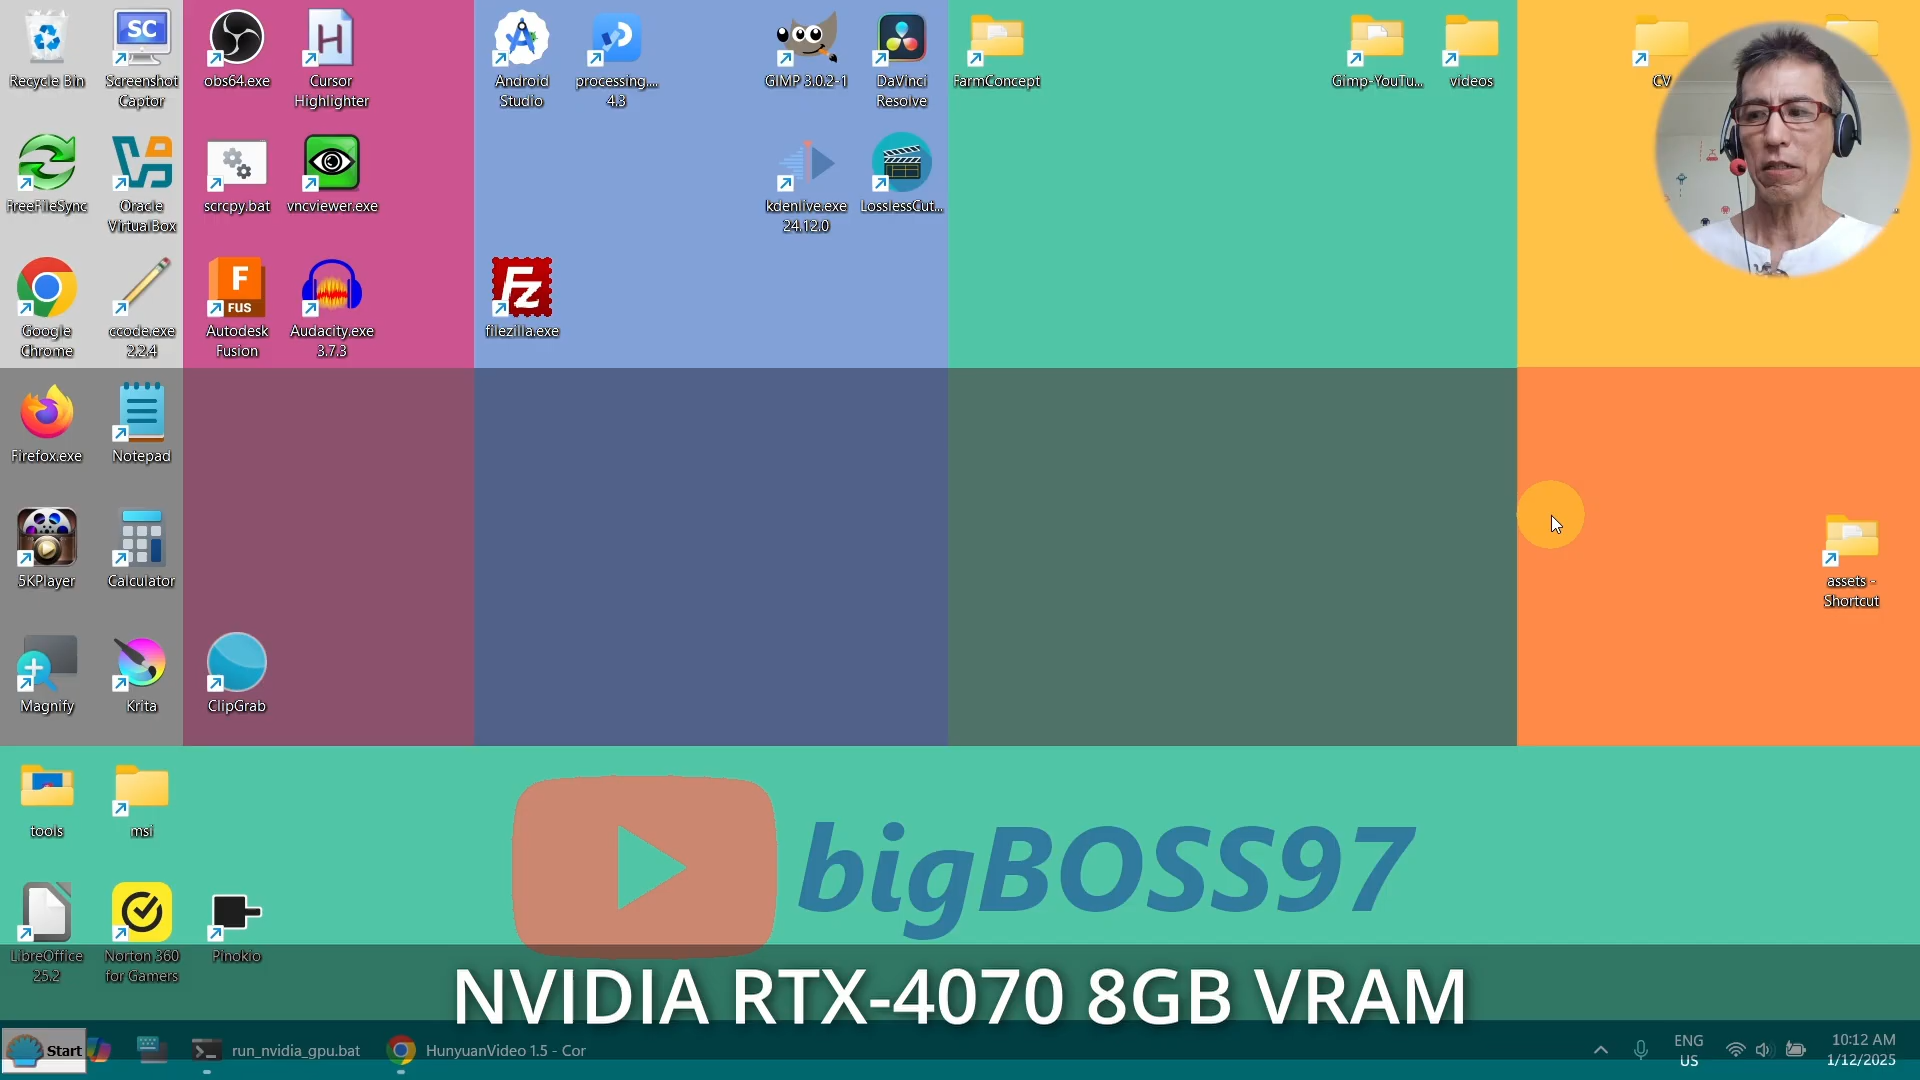 Recycle Bin
Screenshot Captor
obs64.exe
Cursor Highlighter
Android Studio
processing.... 4.3
GIMP 3.0.2-1
DaVinci Resolve
FarmConcept
Gimp-YouTu...
videos
CV
SC
H
FreeFileSync
Oracle VirtualBox
scrcpy.bat
vncviewer.exe
kdenlive.exe 24.12.0
LosslessCut...
F
FUS
Fz
Google Chrome
ccode.exe 2.2.4
Autodesk Fusion
Audacity.exe 3.7.3
filezilla.exe
Firefox.exe
Notepad
5KPlayer
Calculator
assets - Shortcut
Magnify
Krita
ClipGrab
tools
msi
bigBOSS97
LibreOffice 25.2
Norton 360 for Gamers
Pinokio
NVIDIA RTX-4070 8GB VRAM
Start
run_nvidia_gpu.bat
HunyuanVideo 1.5 - Cor
ENG
US
10:12 AM
1/12/2025